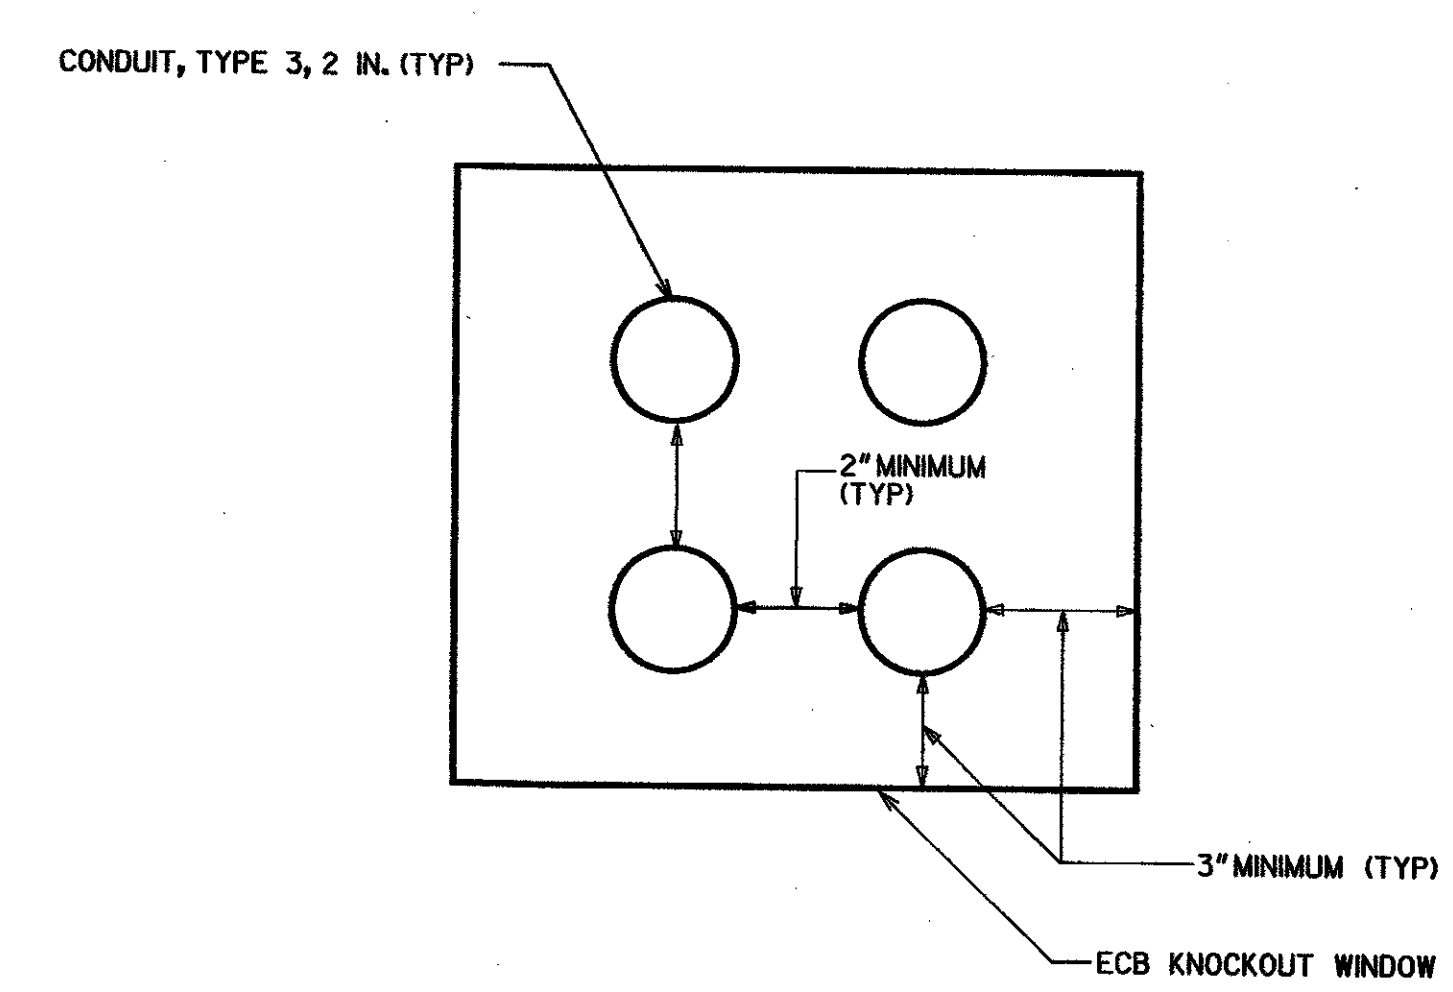 CONDUIT, TYPE 3, 2 IN. (TYP)
2" MINIMUM
(TYP)
3" MINIMUM (TYP)
ECB KNOCKOUT WINDOW